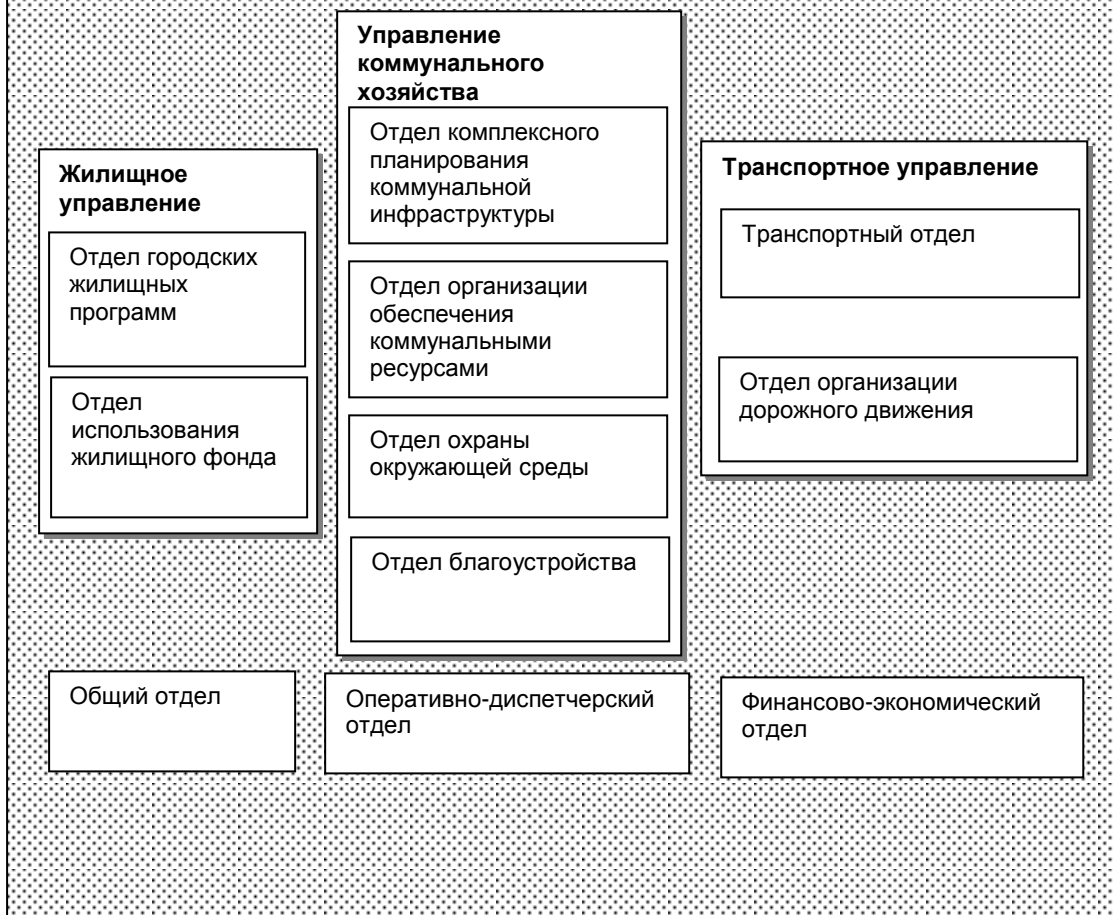 Управление
коммунального
хозяйства
Отдел комплексного
планирования
коммунальной
инфраструктуры
Отдел организации
обеспечения
коммунальными
ресурсами
Отдел охраны
окружающей среды
Отдел благоустройства
Жилищное
управление
Отдел городских
жилищных
программ
Отдел
использования
жилищного фонда
Транспортное управление
Транспортный отдел
Отдел организации
дорожного движения
Общий отдел
Оперативно-диспетчерский
отдел
Финансово-экономический
отдел